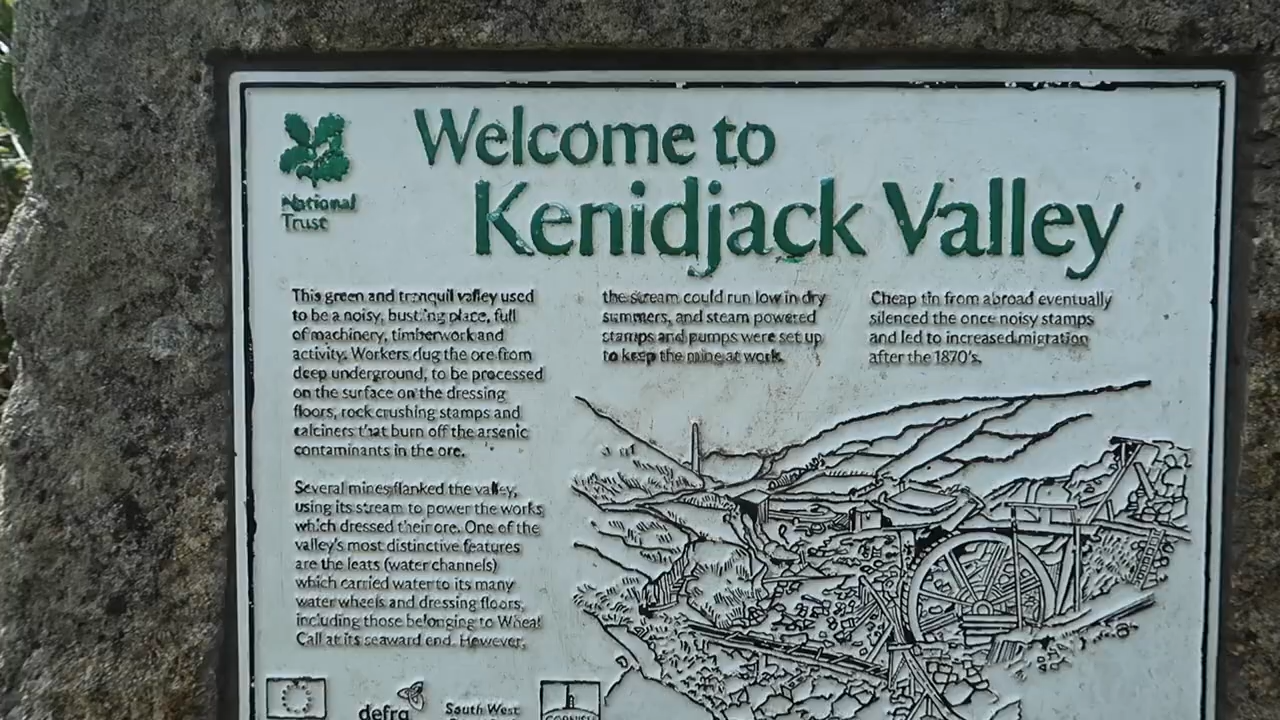 Welcome to
Kenidjack Valley
National
Trust
This green and tranquil valley used
to be a noisy, bustling place, full
of machinery, timberwork and
activity. Workers dug the ore from
deep underground, to be processed
on the surface on the dressing
floors, rock crushing stamps and
calciners that burn off the arsenic
contaminants in the ore.
Several mines flanked the valley,
using its stream to power the works
which dressed their ore. One of the
valley's most distinctive features
are the leats (water channels)
which carried water to its many
water wheels and dressing floors,
including those belonging to Wheal
Call at its seaward end. However,
the stream could run low in dry
summers, and steam powered
stamps and pumps were set up
to keep the mine at work.
Cheap tin from abroad eventually
silenced the once noisy stamps
and led to increased migration
after the 1870's.
defra
South West
CORNISH